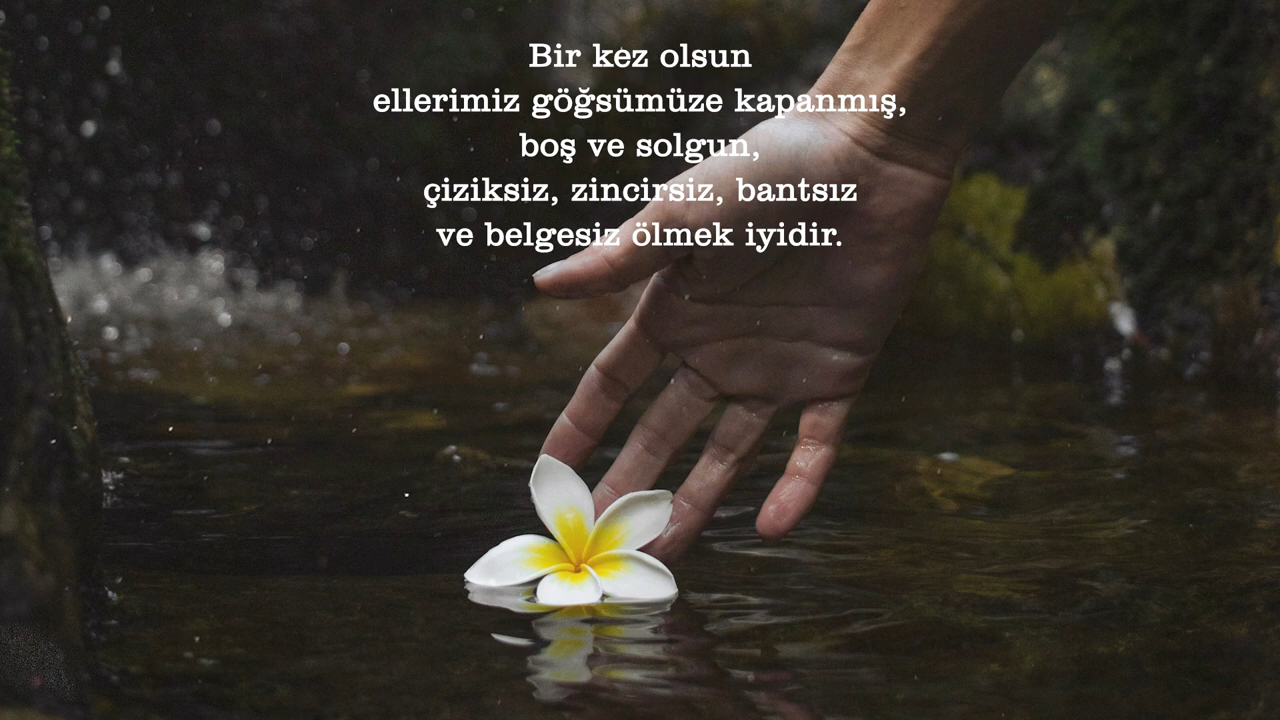 Bir kez olsun
ellerimiz göğsümüze kapanmış,
boş ve solgun,
çiziksiz, zincirsiz, bantsız
ve belgesiz ölmek iyidir.